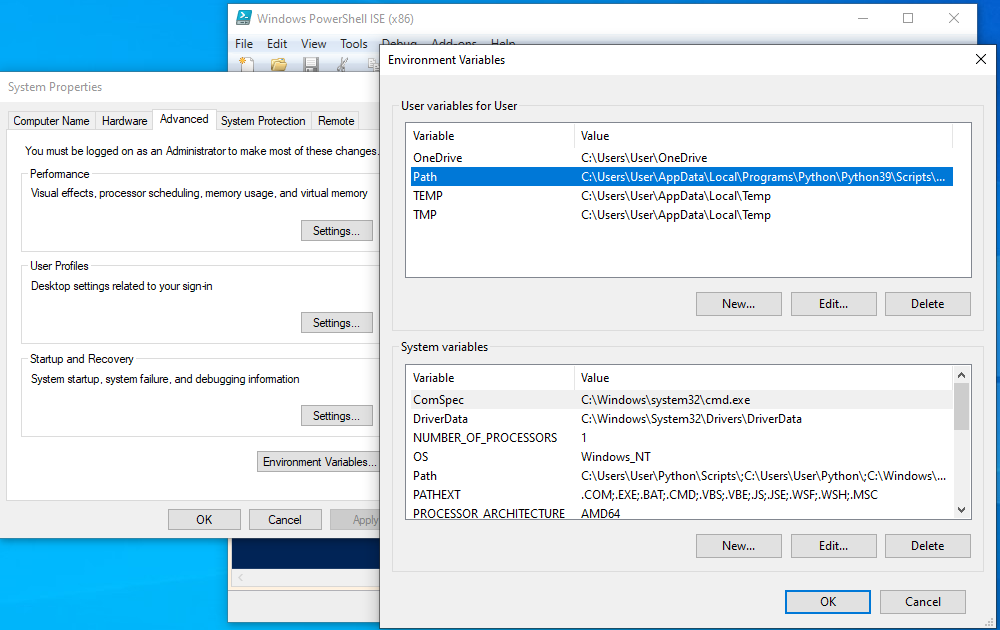 Windows PowerShell ISE (x86)
File Edit View Tools Debug Add-ons Help
System Properties
Computer Name Hardware Advanced System Protection Remote
You must be logged on as an Administrator to make most of these changes.
Performance
Visual effects, processor scheduling, memory usage, and virtual memory
Settings...
User Profiles
Desktop settings related to your sign-in
Settings...
Startup and Recovery
System startup, system failure, and debugging information
Settings...
Environment Variables...
OK Cancel Apply
Environment Variables
User variables for User
Variable Value
OneDrive C:\Users\User\OneDrive
Path C:\Users\User\AppData\Local\Programs\Python\Python39\Scripts\...
TEMP C:\Users\User\AppData\Local\Temp
TMP C:\Users\User\AppData\Local\Temp
New... Edit... Delete
System variables
Variable Value
ComSpec C:\Windows\system32\cmd.exe
DriverData C:\Windows\System32\Drivers\DriverData
NUMBER_OF_PROCESSORS 1
OS Windows_NT
Path C:\Users\User\Python\Scripts\;C:\Users\User\Python\;C:\Windows\...
PATHEXT .COM;.EXE;.BAT;.CMD;.VBS;.VBE;.JS;.JSE;.WSF;.WSH;.MSC
PROCESSOR_ARCHITECTURE AMD64
New... Edit... Delete
OK Cancel